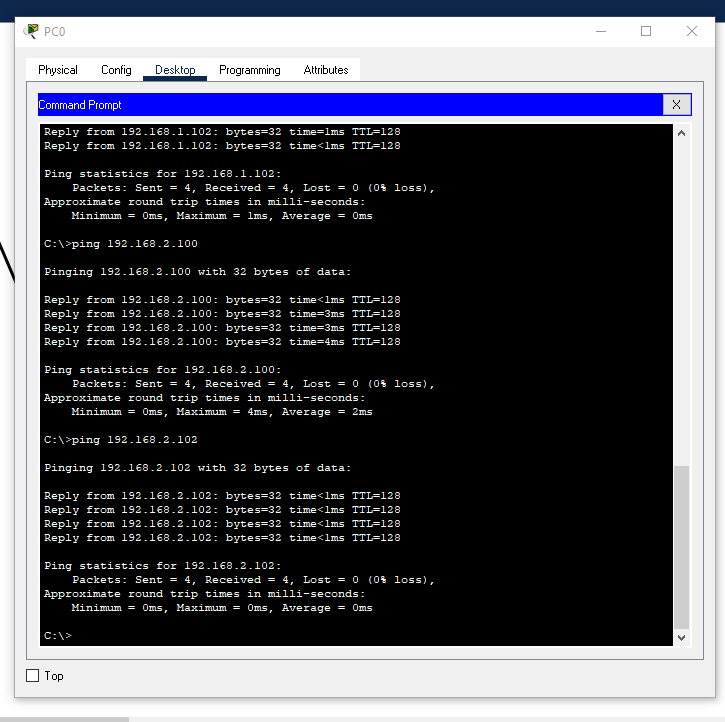 PC0
Physical Config Desktop Programming Attributes
Command Prompt
X
Reply from 192.168.1.102: bytes=32 time=1ms TTL=128
Reply from 192.168.1.102: bytes=32 time<1ms TTL=128
Ping statistics for 192.168.1.102:
Packets: Sent = 4, Received = 4, Lost = 0 (0% loss),
Approximate round trip times in milli-seconds:
Minimum = 0ms, Maximum = 1ms, Average = 0ms
C:\>ping 192.168.2.100
Pinging 192.168.2.100 with 32 bytes of data:
Reply from 192.168.2.100: bytes=32 time<1ms TTL=128
Reply from 192.168.2.100: bytes=32 time=3ms TTL=128
Reply from 192.168.2.100: bytes=32 time=3ms TTL=128
Reply from 192.168.2.100: bytes=32 time=4ms TTL=128
Ping statistics for 192.168.2.100:
Packets: Sent = 4, Received = 4, Lost = 0 (0% loss),
Approximate round trip times in milli-seconds:
Minimum = 0ms, Maximum = 4ms, Average = 2ms
C:\>ping 192.168.2.102
Pinging 192.168.2.102 with 32 bytes of data:
Reply from 192.168.2.102: bytes=32 time<1ms TTL=128
Reply from 192.168.2.102: bytes=32 time<1ms TTL=128
Reply from 192.168.2.102: bytes=32 time<1ms TTL=128
Reply from 192.168.2.102: bytes=32 time<1ms TTL=128
Ping statistics for 192.168.2.102:
Packets: Sent = 4, Received = 4, Lost = 0 (0% loss),
Approximate round trip times in milli-seconds:
Minimum = 0ms, Maximum = 0ms, Average = 0ms
C:\>
Top